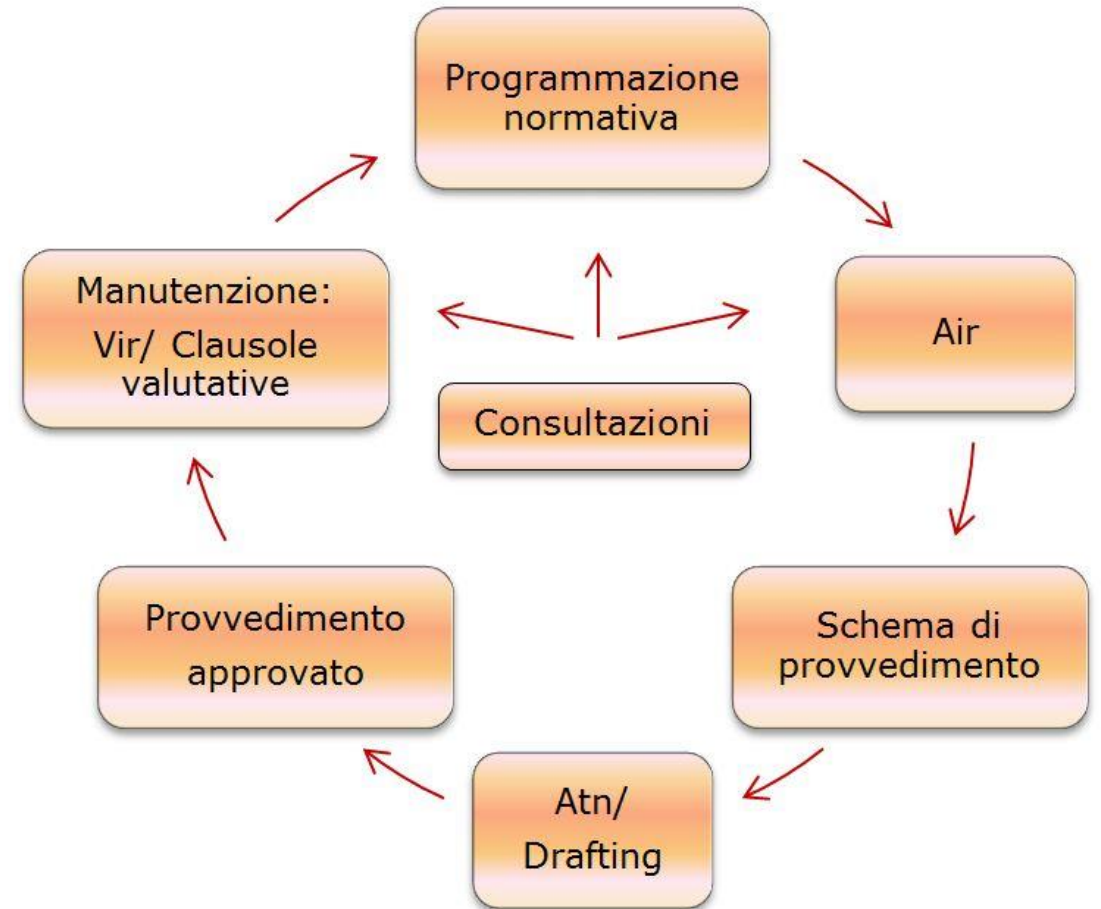 Programmazione
normativa
Manutenzione:
Vir/ Clausole
valutative
Air
Consultazioni
Provvedimento
approvato
Schema di
provvedimento
Atn/
Drafting